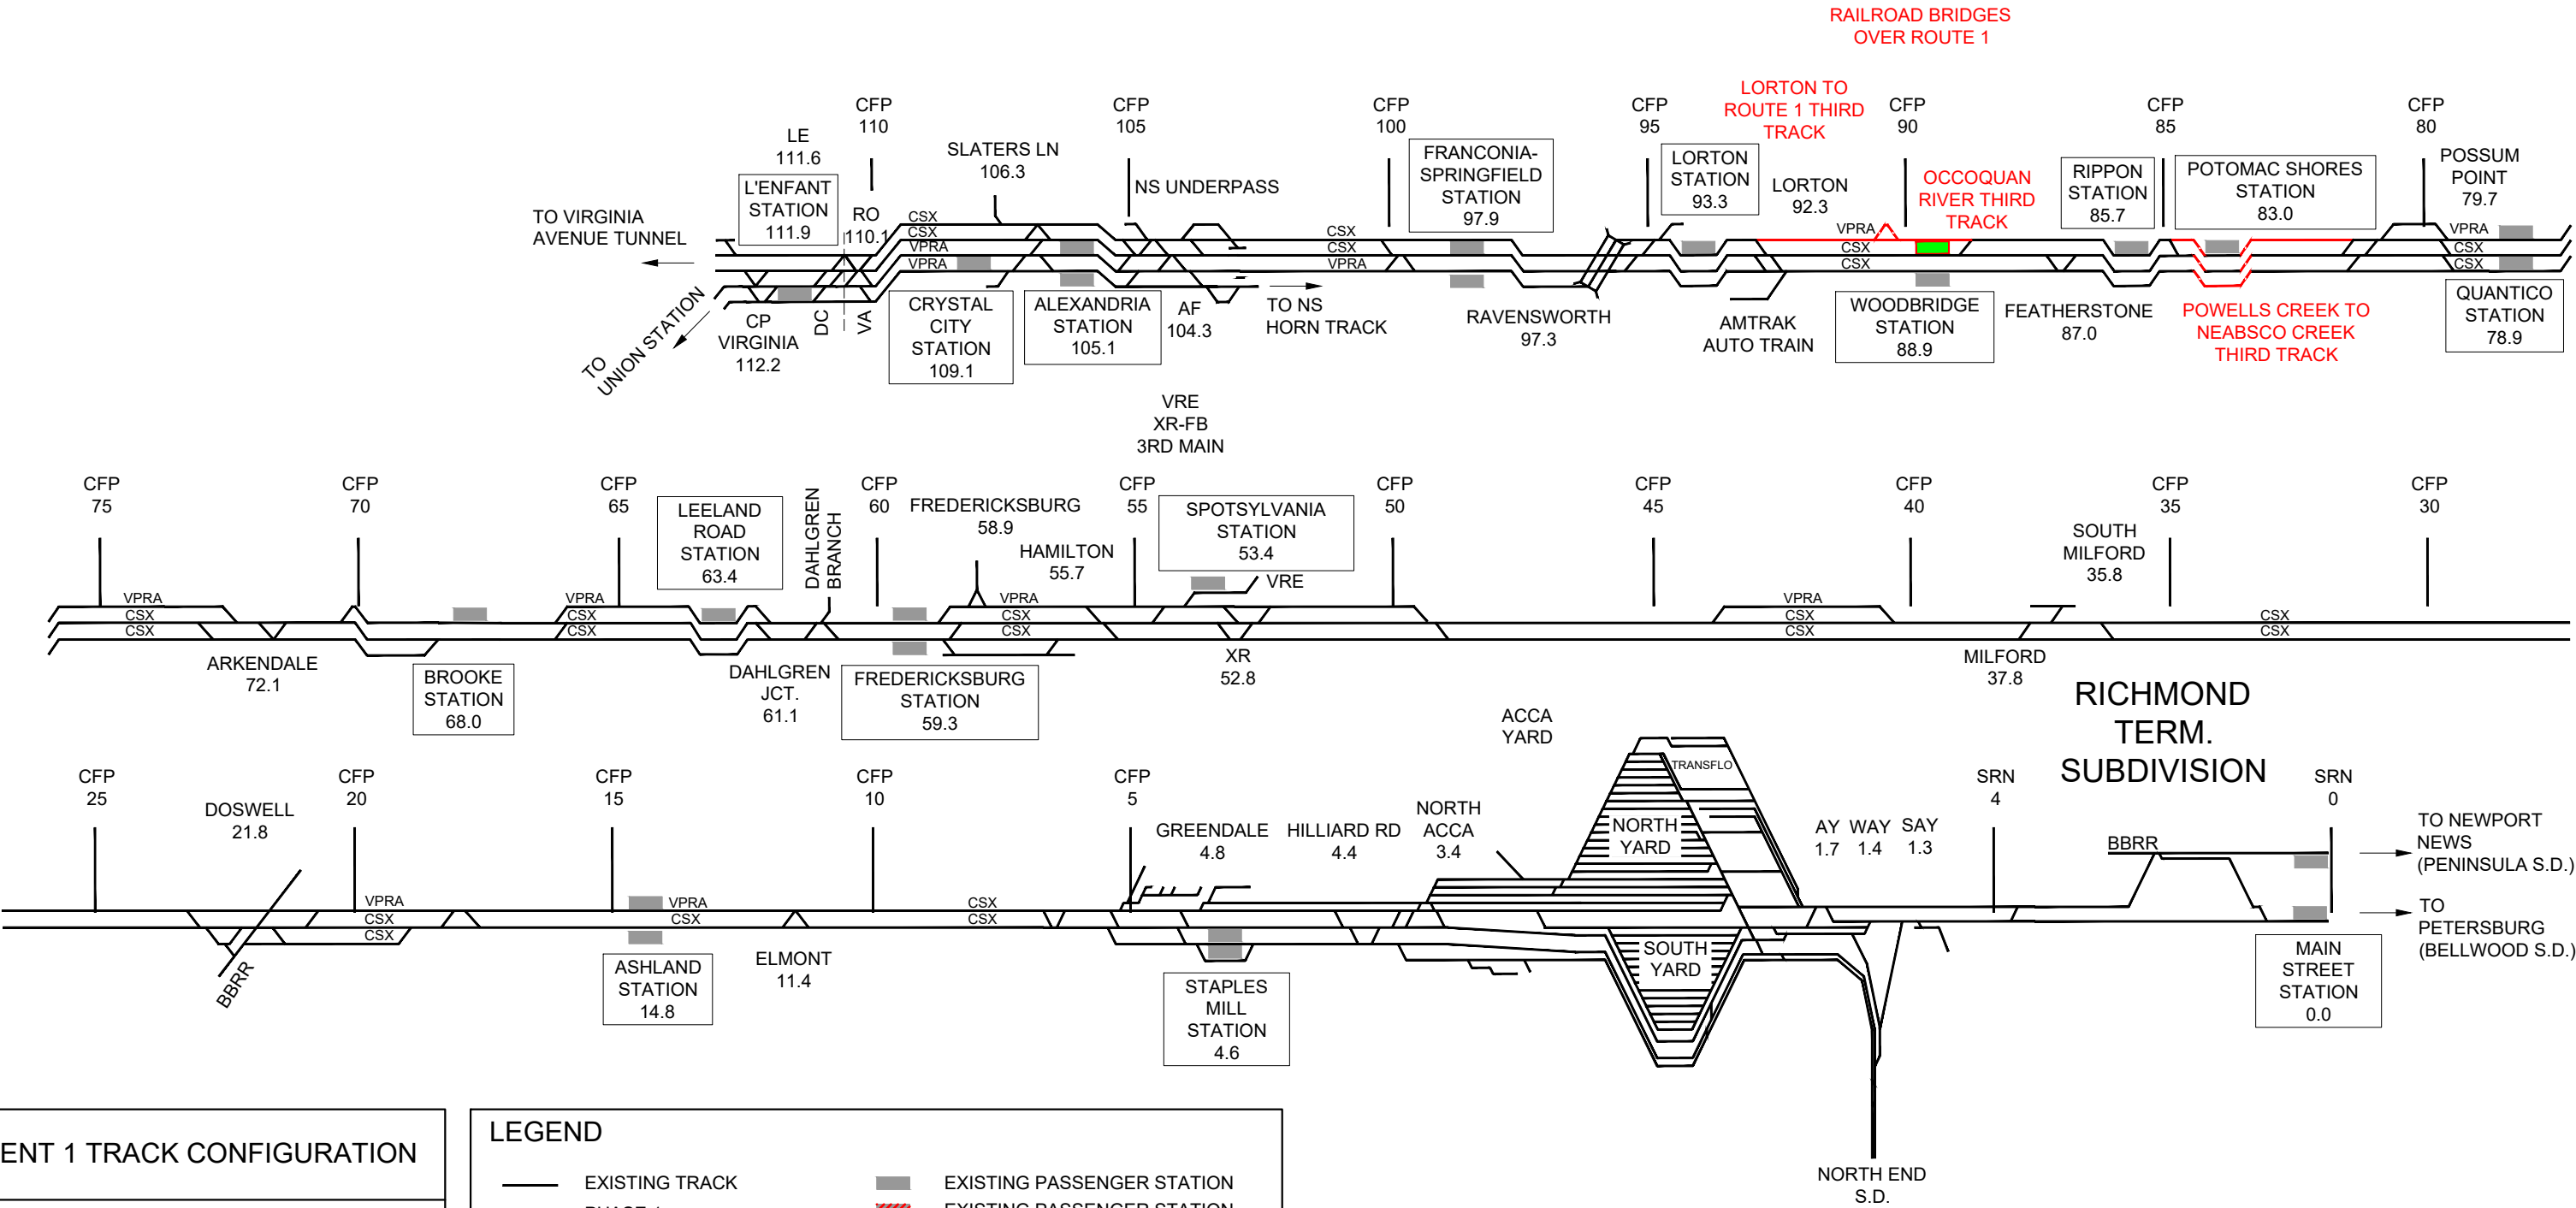 RAILROAD BRIDGES
OVER ROUTE 1
LORTON TO
ROUTE 1 THIRD
TRACK
CFP
110
CFP
105
CFP
100
CFP
95
CFP
90
CFP
85
CFP
80
LE
111.6
L'ENFANT
STATION
111.9
RO
110.1
SLATERS LN
106.3
NS UNDERPASS
FRANCONIA-
SPRINGFIELD
STATION
97.9
LORTON
STATION
93.3
LORTON
92.3
OCCOQUAN
RIVER THIRD
TRACK
RIPPON
STATION
85.7
POTOMAC SHORES
STATION
83.0
POSSUM
POINT
79.7
TO VIRGINIA
AVENUE TUNNEL
CSX
CSX
VPRA
VPRA
CSX
CSX
VPRA
VPRA
CSX
CSX
VPRA
CSX
CSX
TO
UNION STATION
CP
VIRGINIA
112.2
DC
VA
CRYSTAL
CITY
STATION
109.1
ALEXANDRIA
STATION
105.1
AF
104.3
TO NS
HORN TRACK
RAVENSWORTH
97.3
AMTRAK
AUTO TRAIN
WOODBRIDGE
STATION
88.9
FEATHERSTONE
87.0
POWELLS CREEK TO
NEABSCO CREEK
THIRD TRACK
QUANTICO
STATION
78.9
VRE
XR-FB
3RD MAIN
CFP
75
CFP
70
CFP
65
CFP
60
CFP
55
CFP
50
CFP
45
CFP
40
CFP
35
CFP
30
LEELAND
ROAD
STATION
63.4
DAHLGREN
BRANCH
FREDERICKSBURG
58.9
HAMILTON
55.7
SPOTSYLVANIA
STATION
53.4
VRE
SOUTH
MILFORD
35.8
VPRA
CSX
CSX
VPRA
CSX
CSX
VPRA
CSX
CSX
VPRA
CSX
CSX
CSX
CSX
ARKENDALE
72.1
BROOKE
STATION
68.0
DAHLGREN
JCT.
61.1
FREDERICKSBURG
STATION
59.3
XR
52.8
MILFORD
37.8
RICHMOND
TERM.
SUBDIVISION
ACCA
YARD
CFP
25
CFP
20
CFP
15
CFP
10
CFP
5
SRN
4
SRN
0
DOSWELL
21.8
GREENDALE
4.8
HILLIARD RD
4.4
NORTH
ACCA
3.4
TRANSFLO
NORTH
YARD
AY
1.7
WAY
1.4
SAY
1.3
BBRR
TO NEWPORT
NEWS
(PENINSULA S.D.)
VPRA
CSX
CSX
VPRA
CSX
CSX
CSX
TO
PETERSBURG
(BELLWOOD S.D.)
BBRR
ASHLAND
STATION
14.8
ELMONT
11.4
STAPLES
MILL
STATION
4.6
SOUTH
YARD
MAIN
STREET
STATION
0.0
NORTH END
S.D.
ENT 1 TRACK CONFIGURATION
LEGEND
EXISTING TRACK
EXISTING PASSENGER STATION